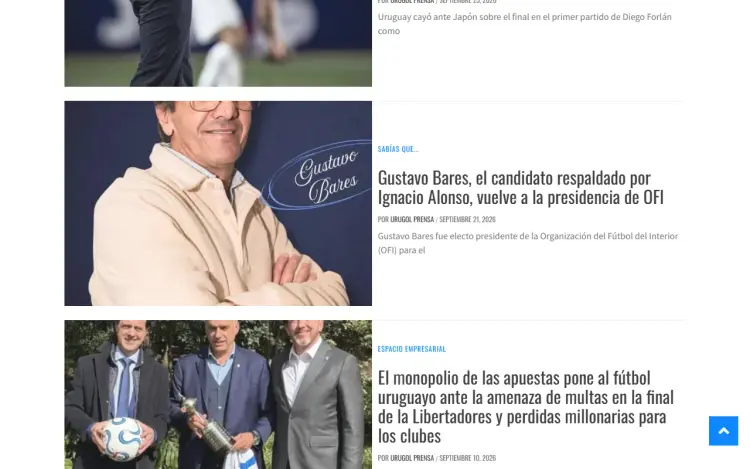 POR URUGOL PRENSA / SEPTIEMBRE 25, 2026
Uruguay cayó ante Japón sobre el final en el primer partido de Diego Forlán
como
Gustavo
Bares
SABÍAS QUE...
Gustavo Bares, el candidato respaldado por
Ignacio Alonso, vuelve a la presidencia de OFI
POR URUGOL PRENSA / SEPTIEMBRE 21, 2026
Gustavo Bares fue electo presidente de la Organización del Fútbol del Interior
(OFI) para el
ESPACIO EMPRESARIAL
El monopolio de las apuestas pone al fútbol
uruguayo ante la amenaza de multas en la final
de la Libertadores y perdidas millonarias para
los clubes
POR URUGOL PRENSA / SEPTIEMBRE 10, 2026